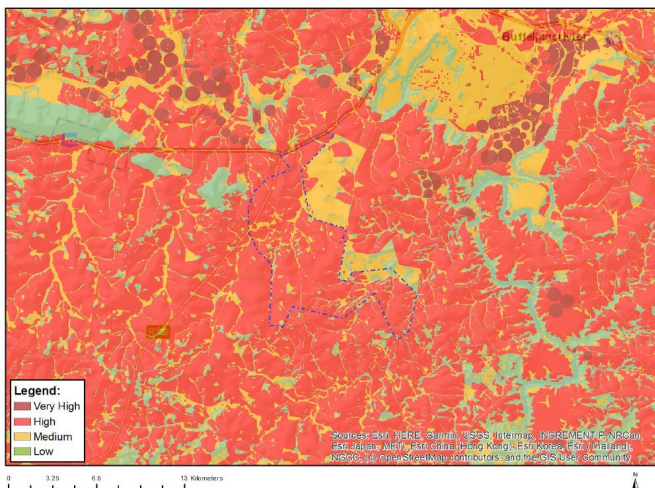 Legend:
Very High
High
Medium
Low
Sources: Esri, HERE, Garmin, USGS, Intermap, INCREMENT P, NRCan,
Esri Japan, METI, Esri China (Hong Kong), Esri Korea, Esri (Thailand),
NGCC, (c) OpenStreetMap contributors, and the GIS User Community
0 3.25 6.5 13 Kilometers
N